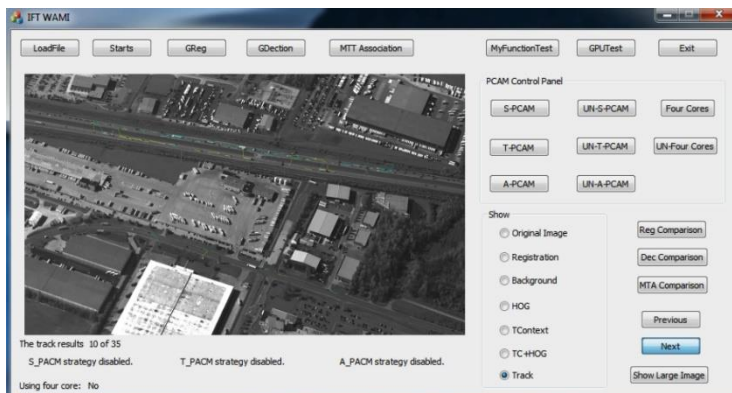 IFT WAMI
LoadFile Starts GReg GDection MTT Association MyFunctionTest GPUTest Exit
PCAM Control Panel
S-PCAM UN-S-PCAM Four Cores
T-PCAM UN-T-PCAM UN-Four Cores
A-PCAM UN-A-PCAM
Show
Original Image
Registration
Background
HOG
TContext
TC+HOG
Track
Reg Comparison
Dec Comparison
MTA Comparison
Previous
Next
Show Large Image
The track results 10 of 35
S_PACM strategy disabled. T_PACM strategy disabled. A_PACM strategy disabled.
Using four core: No